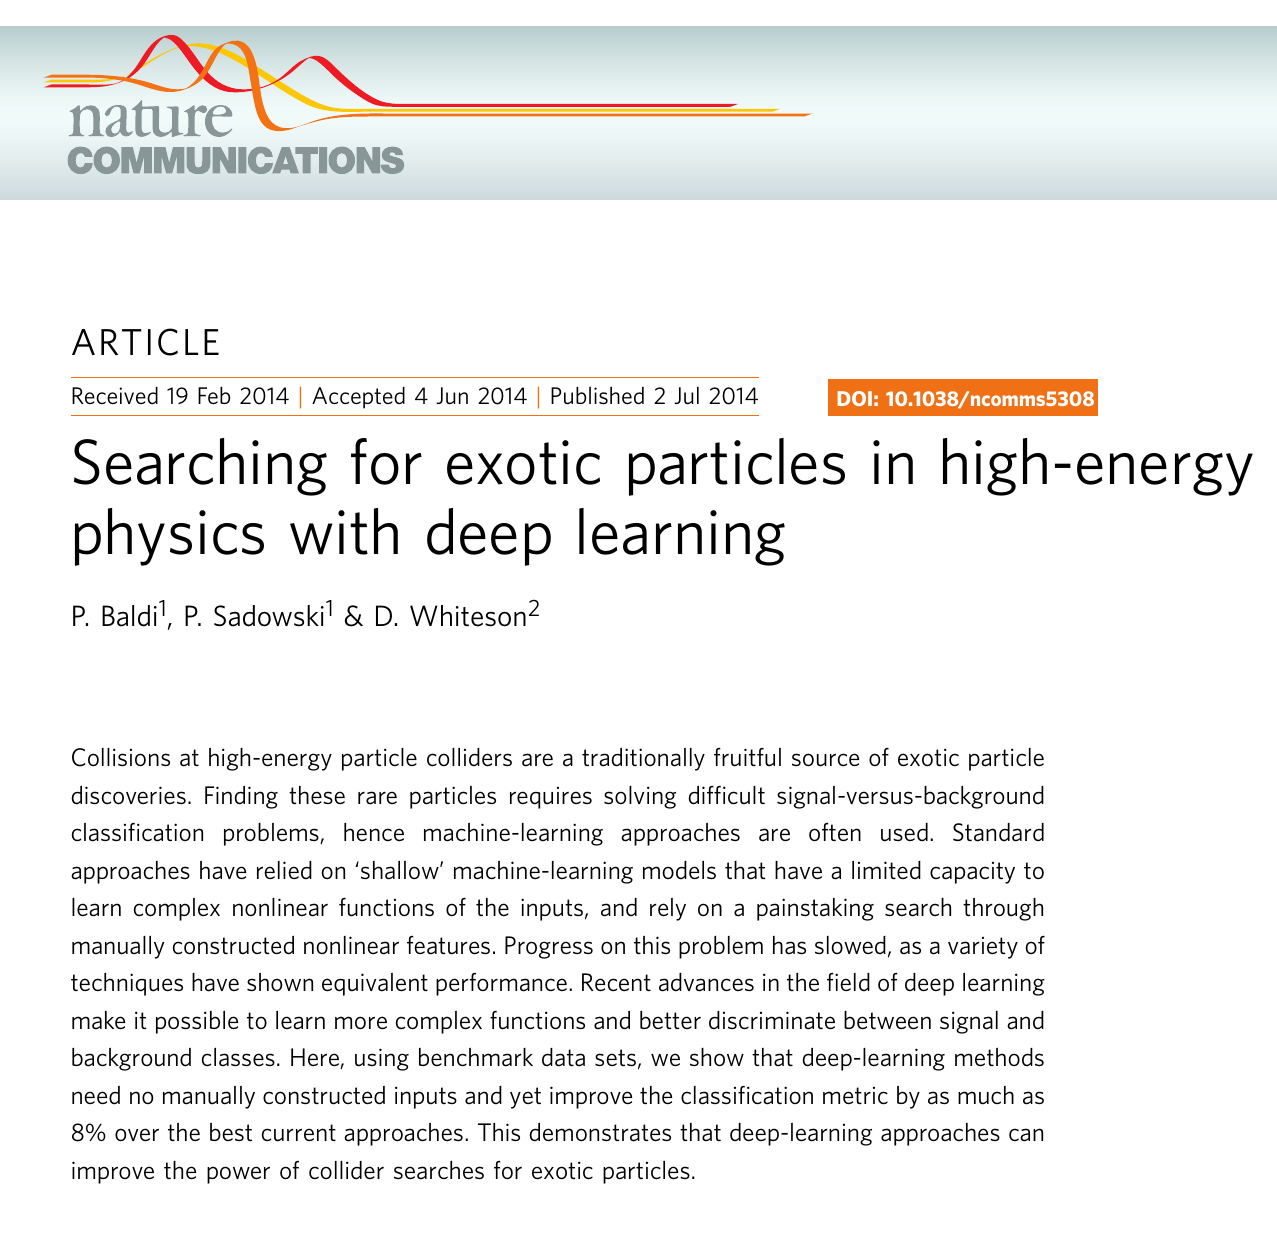 nature
COMMUNICATIONS
ARTICLE
Received 19 Feb 2014 | Accepted 4 Jun 2014 | Published 2 Jul 2014
DOI: 10.1038/ncomms5308
Searching for exotic particles in high-energy
physics with deep learning
P. Baldi1, P. Sadowski1 & D. Whiteson2
Collisions at high-energy particle colliders are a traditionally fruitful source of exotic particle
discoveries. Finding these rare particles requires solving difficult signal-versus-background
classification problems, hence machine-learning approaches are often used. Standard
approaches have relied on ‘shallow’ machine-learning models that have a limited capacity to
learn complex nonlinear functions of the inputs, and rely on a painstaking search through
manually constructed nonlinear features. Progress on this problem has slowed, as a variety of
techniques have shown equivalent performance. Recent advances in the field of deep learning
make it possible to learn more complex functions and better discriminate between signal and
background classes. Here, using benchmark data sets, we show that deep-learning methods
need no manually constructed inputs and yet improve the classification metric by as much as
8% over the best current approaches. This demonstrates that deep-learning approaches can
improve the power of collider searches for exotic particles.